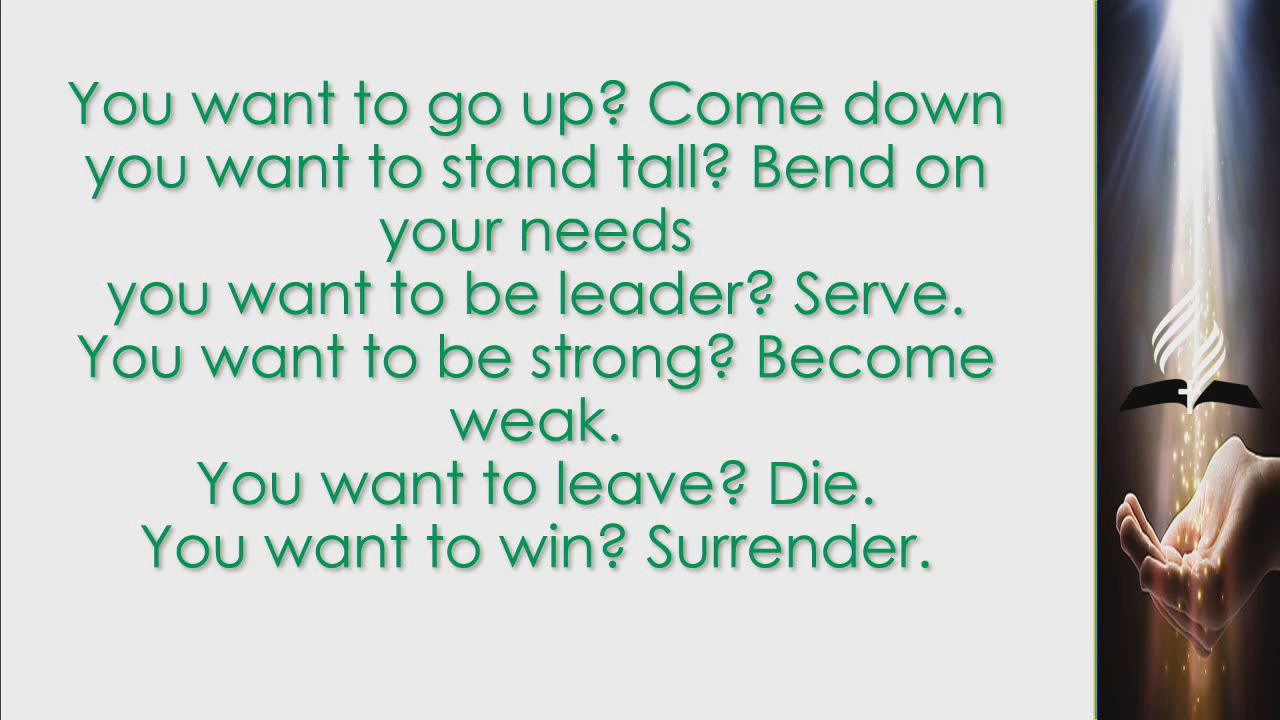 You want to go up? Come down
you want to stand tall? Bend on
your needs
you want to be leader? Serve.
You want to be strong? Become
weak.
You want to leave? Die.
You want to win? Surrender.